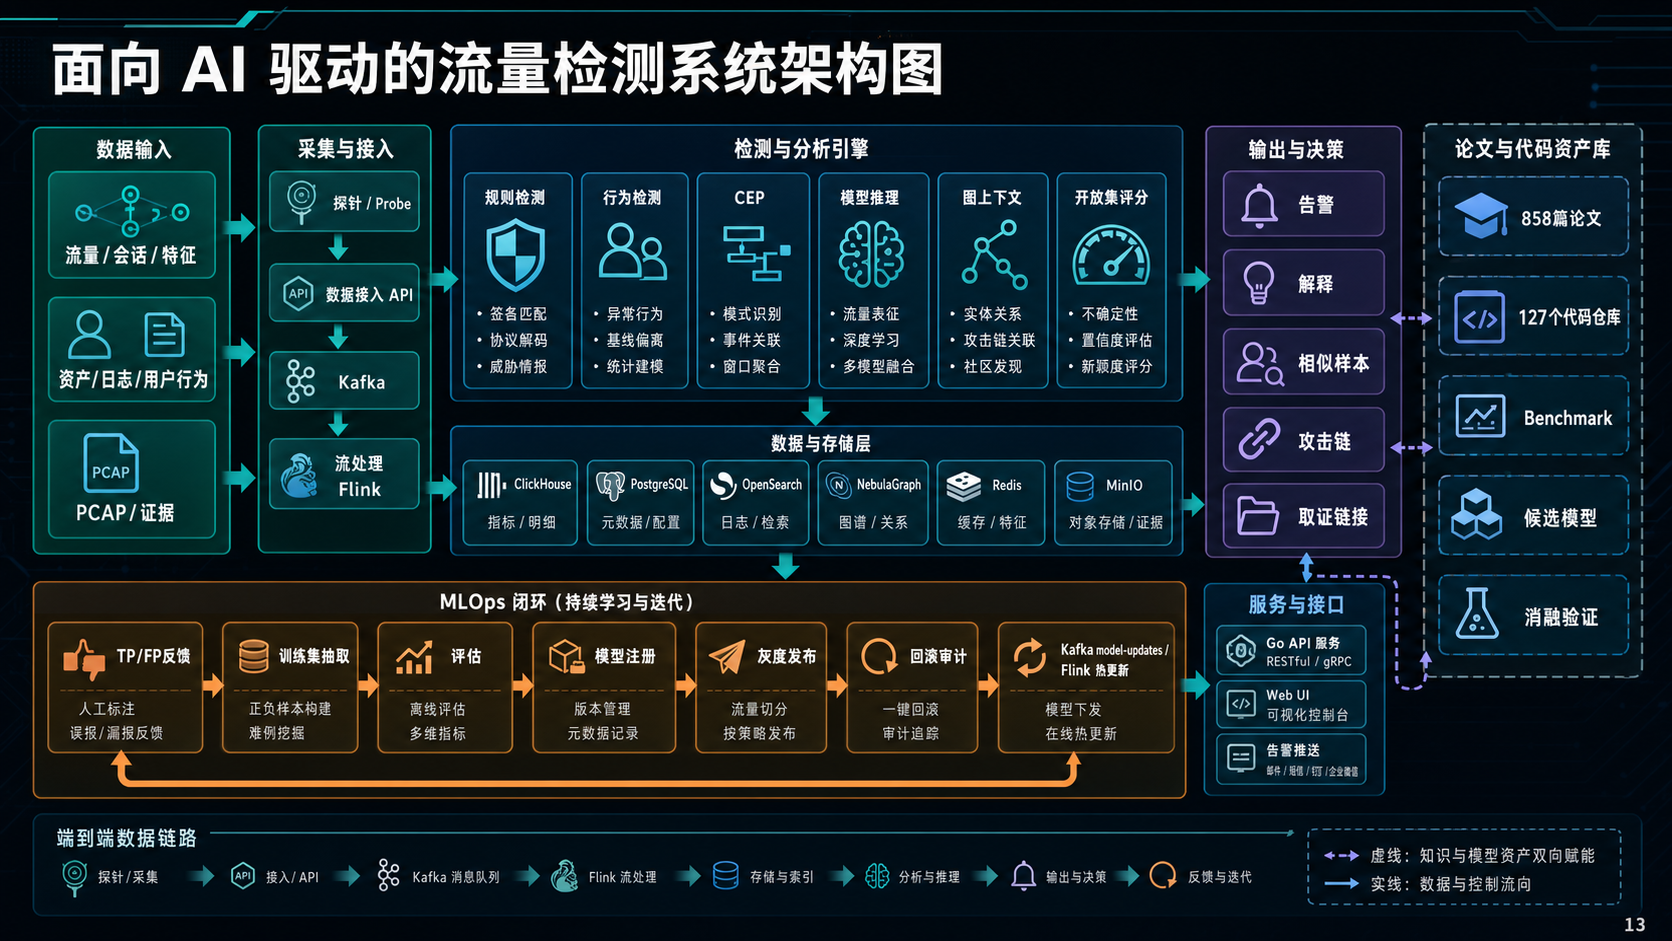 面向 AI 驱动的流量检测系统架构图
数据输入
流量 / 会话 / 特征
资产/日志/用户行为
PCAP
PCAP / 证据
采集与接入
探针 / Probe
API
数据接入 API
Kafka
流处理
Flink
检测与分析引擎
规则检测
• 签名匹配
• 协议解码
• 威胁情报
行为检测
• 异常行为
• 基线偏离
• 统计建模
CEP
• 模式识别
• 事件关联
• 窗口聚合
模型推理
• 流量表征
• 深度学习
• 多模型融合
图上下文
• 实体关系
• 攻击链关联
• 社区发现
开放集评分
• 不确定性
• 置信度评估
• 新颖度评分
数据与存储层
ClickHouse
指标 / 明细
PostgreSQL
元数据 / 配置
OpenSearch
日志 / 检索
N
NebulaGraph
图谱 / 关系
Redis
缓存 / 特征
MinIO
对象存储 / 证据
输出与决策
告警
解释
相似样本
攻击链
取证链接
论文与代码资产库
858篇论文
</>
127个代码仓库
Benchmark
候选模型
消融验证
MLOps 闭环 ( 持续学习与迭代 )
TP/FP反馈
人工标注
误报/漏报反馈
训练集抽取
正负样本构建
难例挖掘
评估
离线评估
多维指标
模型注册
版本管理
元数据记录
灰度发布
流量切分
按策略发布
回滚审计
一键回滚
审计追踪
Kafka model-updates /
Flink 热更新
模型下发
在线热更新
服务与接口
Go API 服务
RESTful / gRPC
</>
Web UI
可视化控制台
告警推送
邮件 / 短信 / 钉钉 / 企业微信
端到端数据链路
探针 / 采集
API
接入 / API
Kafka 消息队列
Flink 流处理
存储与索引
分析与推理
输出与决策
反馈与迭代
虚线：知识与模型资产双向赋能
实线：数据与控制流向
13